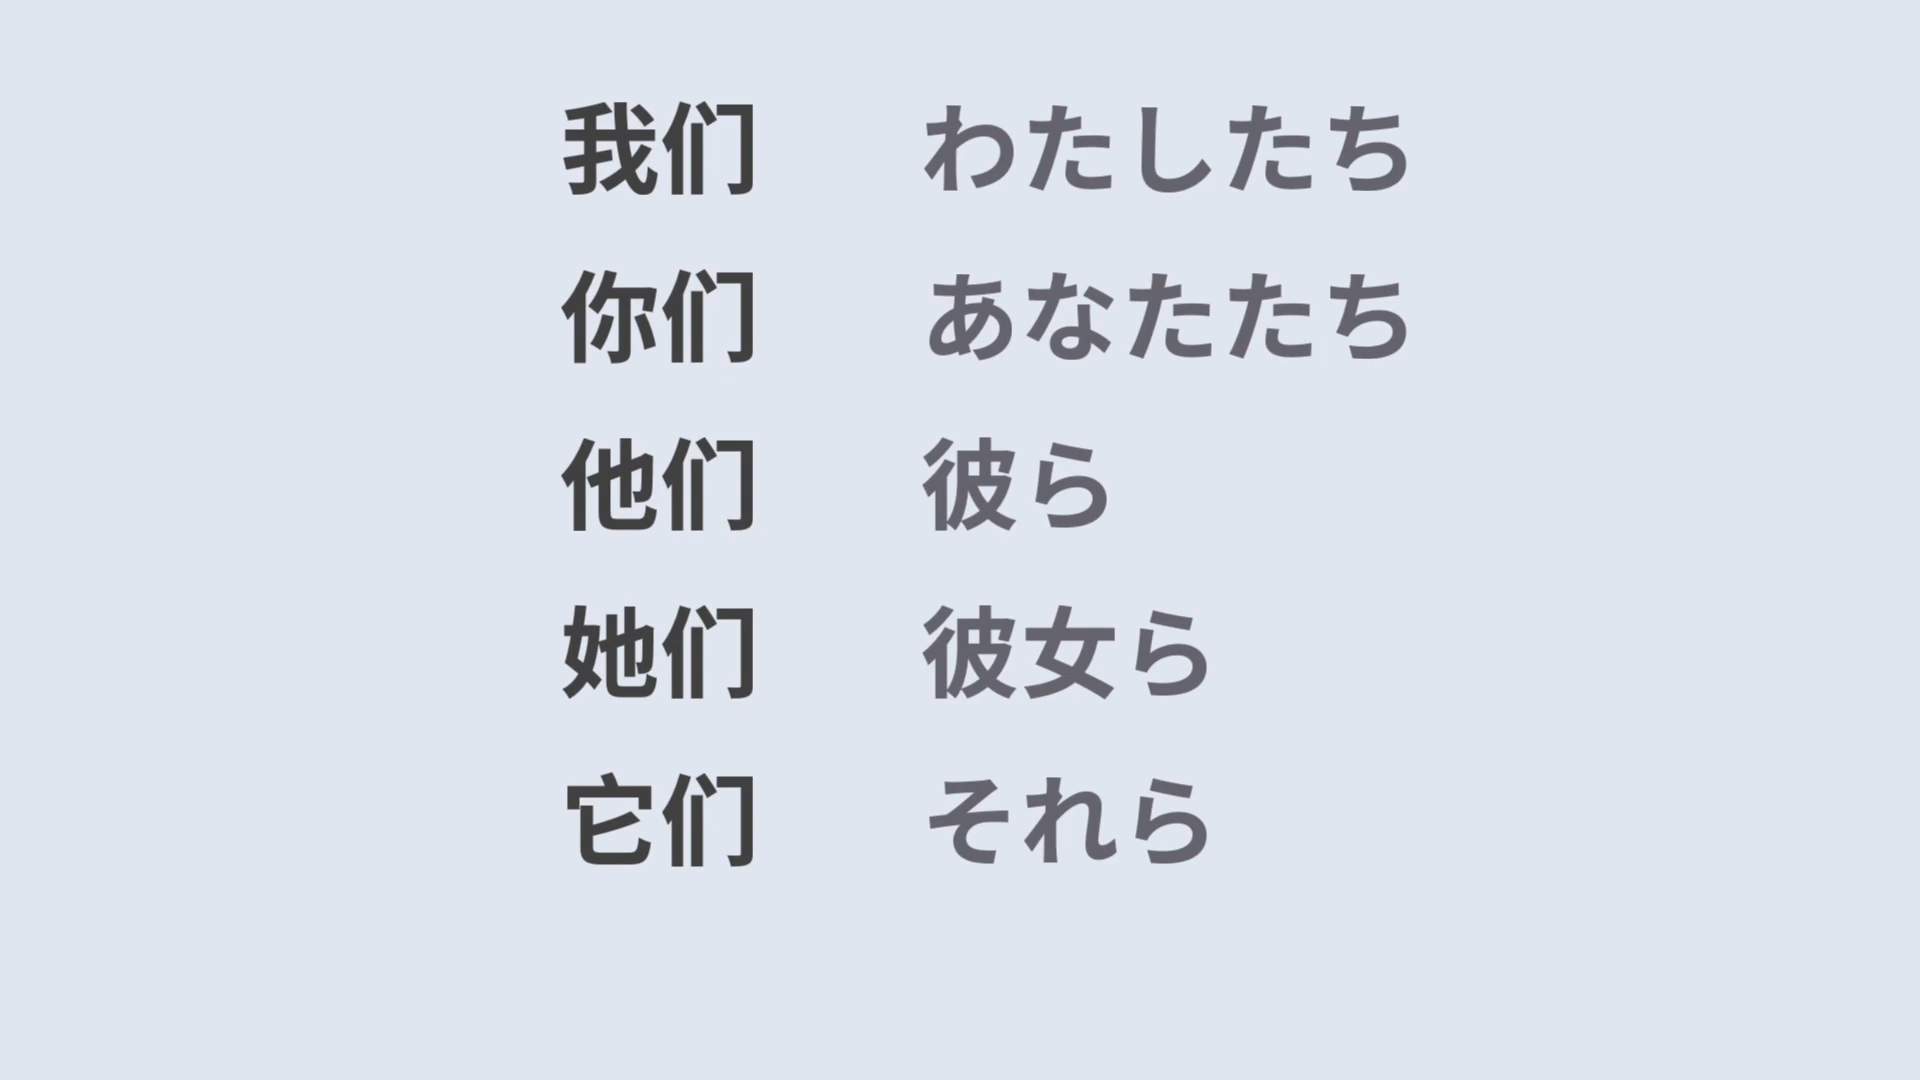 我们 わたしたち
你们 あなたたち
他们 彼ら
她们 彼女ら
它们 それら